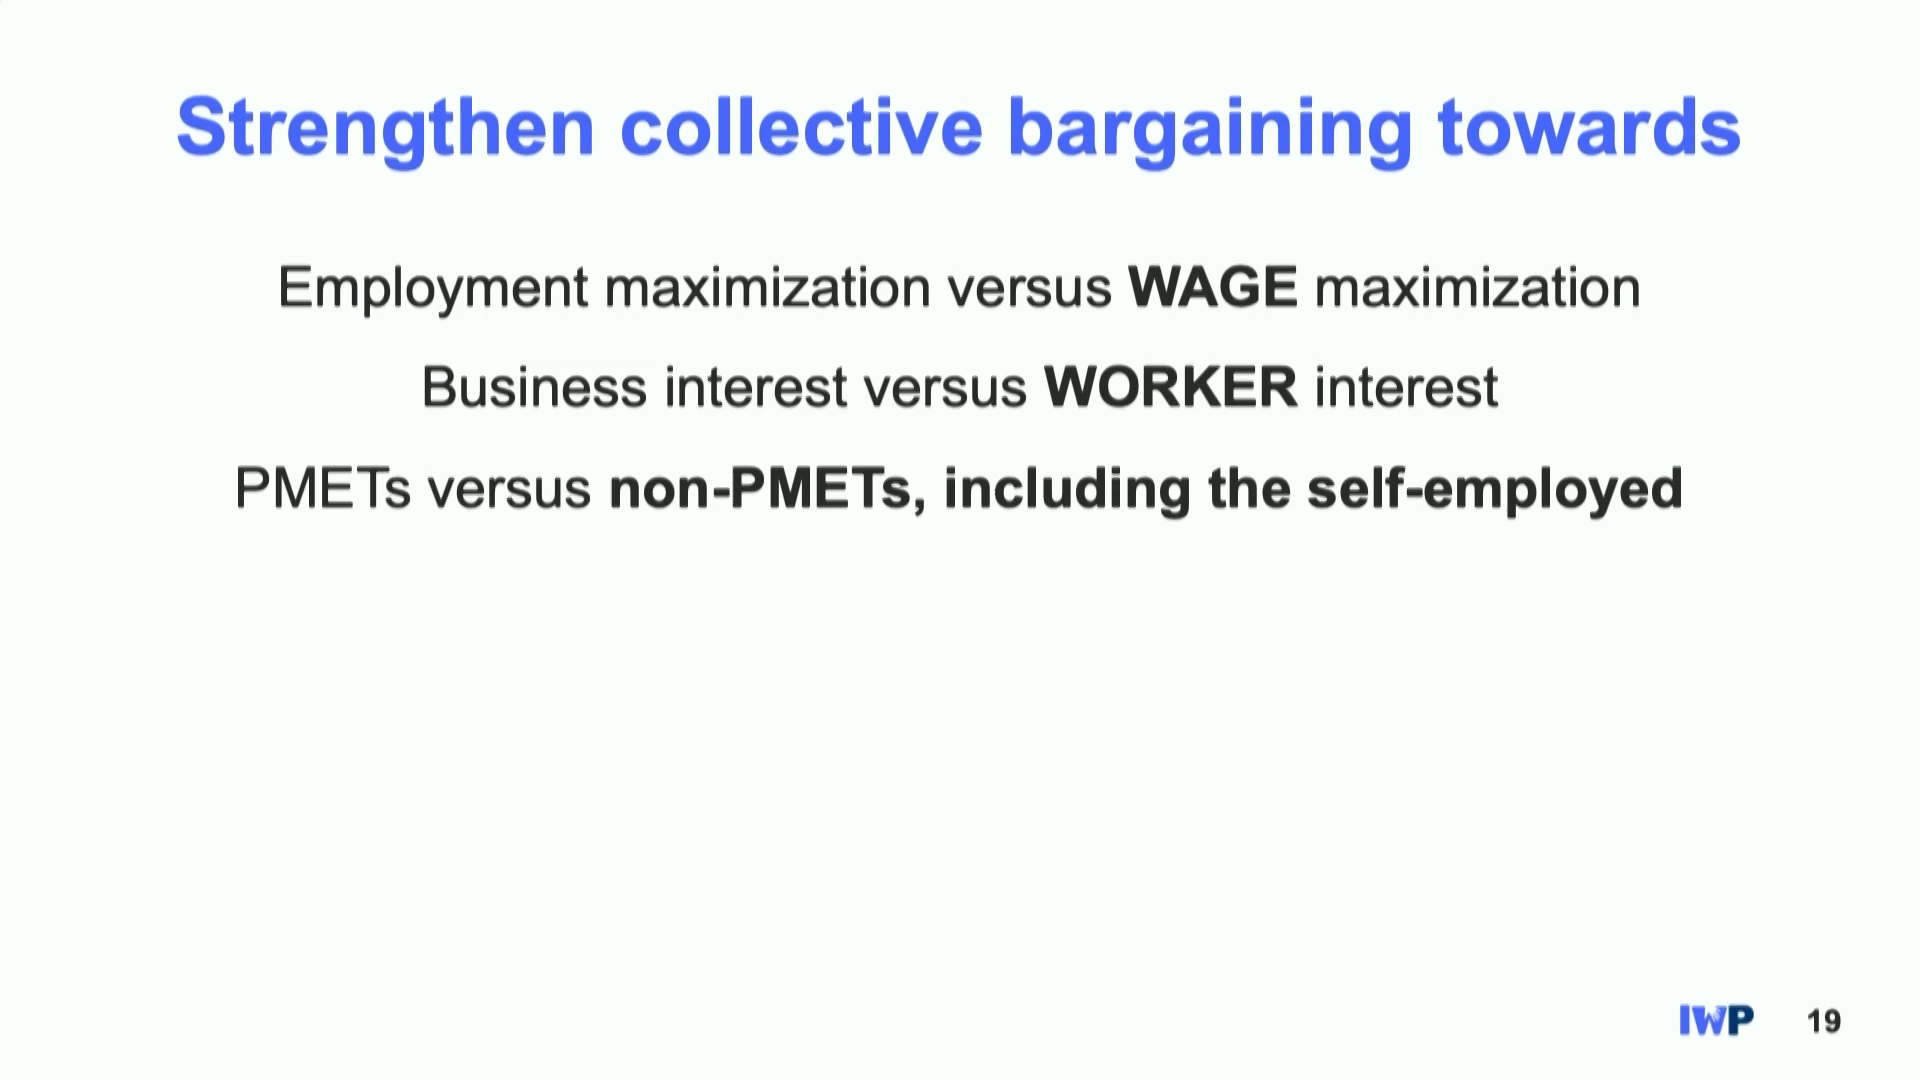 Strengthen collective bargaining towards
Employment maximization versus WAGE maximization
Business interest versus WORKER interest
PMETs versus non-PMETs, including the self-employed
IWP 19